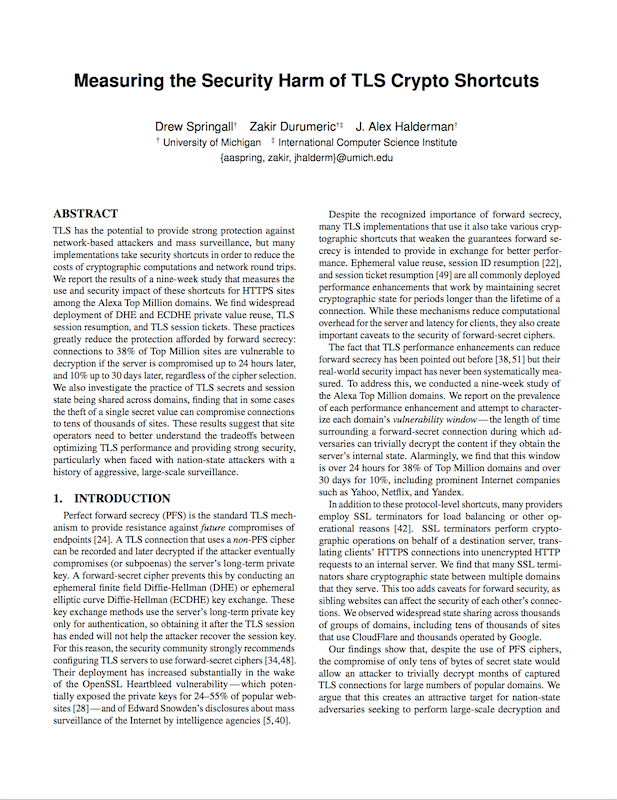 Measuring the Security Harm of TLS Crypto Shortcuts
Drew Springall† Zakir Durumeric†‡ J. Alex Halderman†
† University of Michigan ‡ International Computer Science Institute
{aaspring, zakir, jhalderm}@umich.edu
ABSTRACT
TLS has the potential to provide strong protection against
network-based attackers and mass surveillance, but many
implementations take security shortcuts in order to reduce the
costs of cryptographic computations and network round trips.
We report the results of a nine-week study that measures the
use and security impact of these shortcuts for HTTPS sites
among the Alexa Top Million domains. We find widespread
deployment of DHE and ECDHE private value reuse, TLS
session resumption, and TLS session tickets. These practices
greatly reduce the protection afforded by forward secrecy:
connections to 38% of Top Million sites are vulnerable to
decryption if the server is compromised up to 24 hours later,
and 10% up to 30 days later, regardless of the cipher selection.
We also investigate the practice of TLS secrets and session
state being shared across domains, finding that in some cases
the theft of a single secret value can compromise connections
to tens of thousands of sites. These results suggest that site
operators need to better understand the tradeoffs between
optimizing TLS performance and providing strong security,
particularly when faced with nation-state attackers with a
history of aggressive, large-scale surveillance.
1. INTRODUCTION
Perfect forward secrecy (PFS) is the standard TLS mech-
anism to provide resistance against future compromises of
endpoints [24]. A TLS connection that uses a non-PFS cipher
can be recorded and later decrypted if the attacker eventually
compromises (or subpoenas) the server's long-term private
key. A forward-secret cipher prevents this by conducting an
ephemeral finite field Diffie-Hellman (DHE) or ephemeral
elliptic curve Diffie-Hellman (ECDHE) key exchange. These
key exchange methods use the server's long-term private key
only for authentication, so obtaining it after the TLS session
has ended will not help the attacker recover the session key.
For this reason, the security community strongly recommends
configuring TLS servers to use forward-secret ciphers [34,48].
Their deployment has increased substantially in the wake
of the OpenSSL Heartbleed vulnerability—which poten-
tially exposed the private keys for 24–55% of popular web-
sites [28]—and of Edward Snowden's disclosures about mass
surveillance of the Internet by intelligence agencies [5,40].
Despite the recognized importance of forward secrecy,
many TLS implementations that use it also take various cryp-
tographic shortcuts that weaken the guarantees forward se-
crecy is intended to provide in exchange for better perfor-
mance. Ephemeral value reuse, session ID resumption [22],
and session ticket resumption [49] are all commonly deployed
performance enhancements that work by maintaining secret
cryptographic state for periods longer than the lifetime of a
connection. While these mechanisms reduce computational
overhead for the server and latency for clients, they also create
important caveats to the security of forward-secret ciphers.
The fact that TLS performance enhancements can reduce
forward secrecy has been pointed out before [38,51] but their
real-world security impact has never been systematically mea-
sured. To address this, we conducted a nine-week study of
the Alexa Top Million domains. We report on the prevalence
of each performance enhancement and attempt to character-
ize each domain's vulnerability window—the length of time
surrounding a forward-secret connection during which ad-
versaries can trivially decrypt the content if they obtain the
server's internal state. Alarmingly, we find that this window
is over 24 hours for 38% of Top Million domains and over
30 days for 10%, including prominent Internet companies
such as Yahoo, Netflix, and Yandex.
In addition to these protocol-level shortcuts, many providers
employ SSL terminators for load balancing or other op-
erational reasons [42]. SSL terminators perform crypto-
graphic operations on behalf of a destination server, trans-
lating clients' HTTPS connections into unencrypted HTTP
requests to an internal server. We find that many SSL termi-
nators share cryptographic state between multiple domains
that they serve. This too adds caveats for forward security, as
sibling websites can affect the security of each other's connec-
tions. We observed widespread state sharing across thousands
of groups of domains, including tens of thousands of sites
that use CloudFlare and thousands operated by Google.
Our findings show that, despite the use of PFS ciphers,
the compromise of only tens of bytes of secret state would
allow an attacker to trivially decrypt months of captured
TLS connections for large numbers of popular domains. We
argue that this creates an attractive target for nation-state
adversaries seeking to perform large-scale decryption and